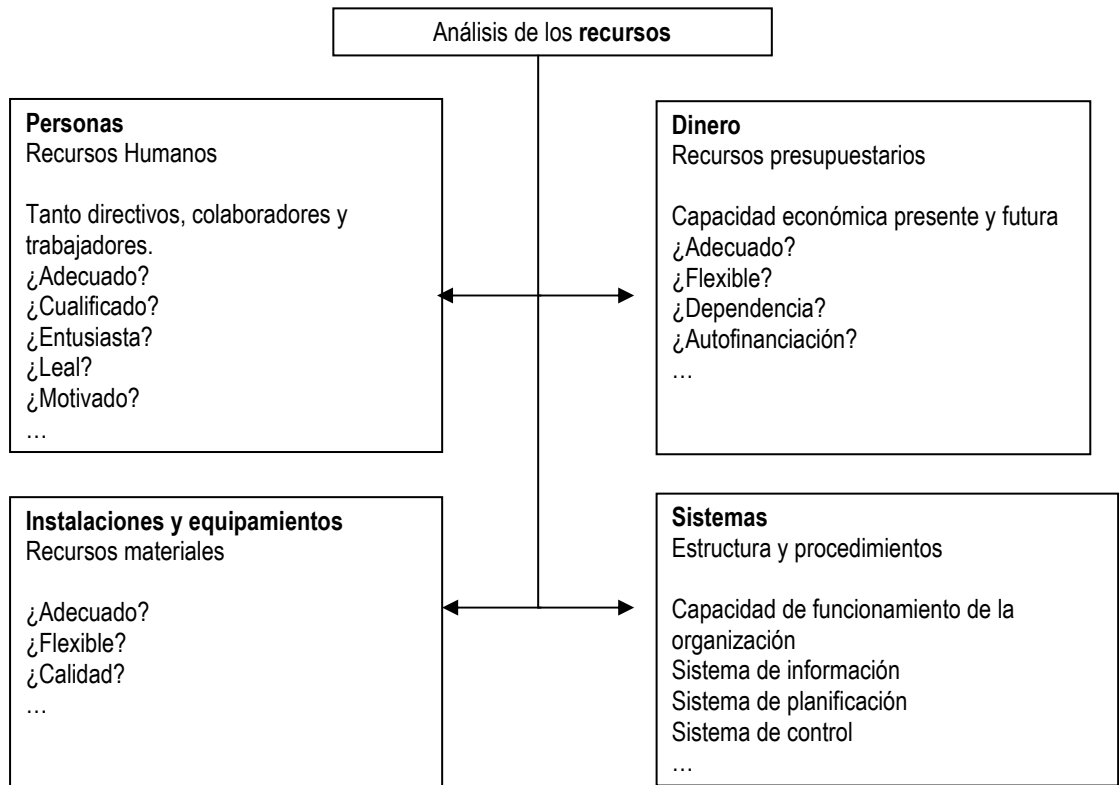 Análisis de los recursos
Personas
Recursos Humanos
Tanto directivos, colaboradores y
trabajadores.
¿Adecuado?
¿Cualificado?
¿Entusiasta?
¿Leal?
¿Motivado?
…
Dinero
Recursos presupuestarios
Capacidad económica presente y futura
¿Adecuado?
¿Flexible?
¿Dependencia?
¿Autofinanciación?
…
Instalaciones y equipamientos
Recursos materiales
¿Adecuado?
¿Flexible?
¿Calidad?
…
Sistemas
Estructura y procedimientos
Capacidad de funcionamiento de la
organización
Sistema de información
Sistema de planificación
Sistema de control
…